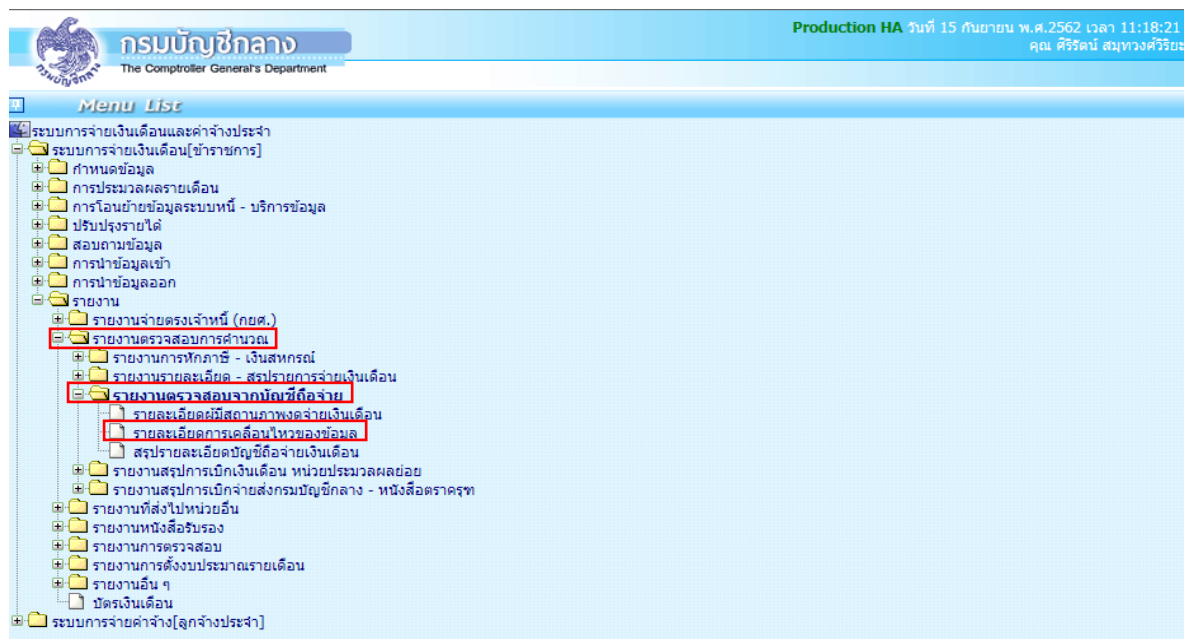 Production HA วันที่ 15 กันยายน พ.ศ.2562 เวลา 11:18:21
คุณ ศิริรัตน์ สมุทวงศ์วิริยะ
กรมบัญชีกลาง
The Comptroller General's Department
Menu List
ระบบการจ่ายเงินเดือนและค่าจ้างประจำ
ระบบการจ่ายเงินเดือน[ข้าราชการ]
กำหนดข้อมูล
การประมวลผลรายเดือน
การโอนย้ายข้อมูลระบบหนี้ - บริการข้อมูล
ปรับปรุงรายได้
สอบถามข้อมูล
การนำข้อมูลเข้า
การนำข้อมูลออก
รายงาน
รายงานจ่ายตรงเจ้าหนี้ (กยศ.)
รายงานตรวจสอบการคำนวณ
รายงานการหักภาษี - เงินสหกรณ์
รายงานรายละเอียด - สรุปรายการจ่ายเงินเดือน
รายงานตรวจสอบจากบัญชีถือจ่าย
รายละเอียดผู้มีสถานภาพงดจ่ายเงินเดือน
รายละเอียดการเคลื่อนไหวของข้อมูล
สรุปรายละเอียดบัญชีถือจ่ายเงินเดือน
รายงานสรุปการเบิกเงินเดือน หน่วยประมวลผลย่อย
รายงานสรุปการเบิกจ่ายส่งกรมบัญชีกลาง - หนังสือตราครุฑ
รายงานที่ส่งไปหน่วยอื่น
รายงานหนังสือรับรอง
รายงานการตรวจสอบ
รายงานการตั้งงบประมาณรายเดือน
รายงานอื่น ๆ
บัตรเงินเดือน
ระบบการจ่ายค่าจ้าง[ลูกจ้างประจำ]